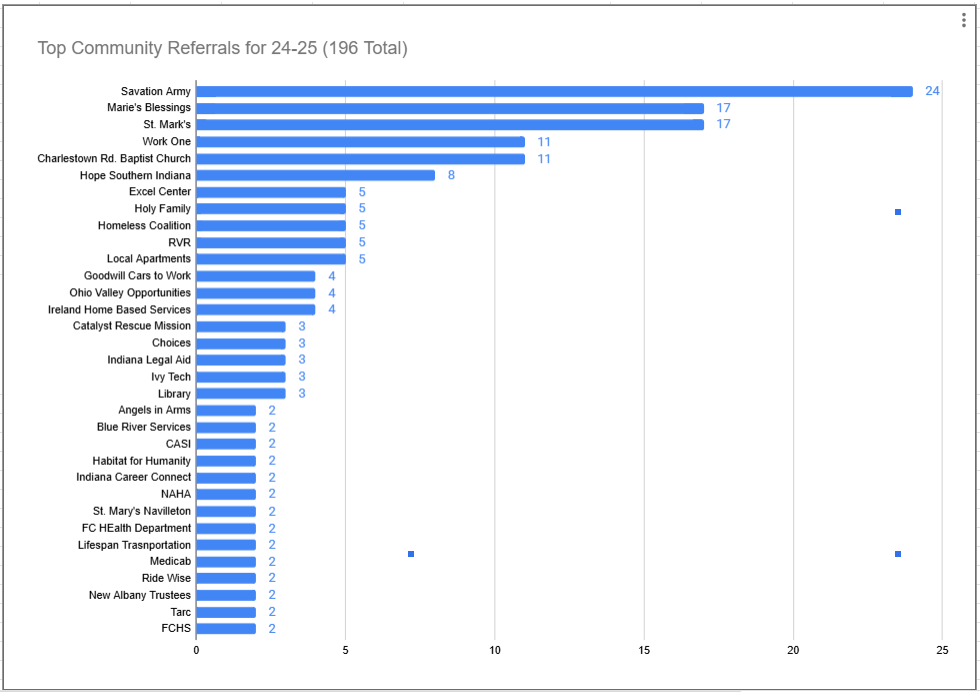 Top Community Referrals for 24-25 (196 Total)
Savation Army 24
Marie's Blessings 17
St. Mark's 17
Work One 11
Charlestown Rd. Baptist Church 11
Hope Southern Indiana 8
Excel Center 5
Holy Family 5
Homeless Coalition 5
RVR 5
Local Apartments 5
Goodwill Cars to Work 4
Ohio Valley Opportunities 4
Ireland Home Based Services 4
Catalyst Rescue Mission 3
Choices 3
Indiana Legal Aid 3
Ivy Tech 3
Library 3
Angels in Arms 2
Blue River Services 2
CASI 2
Habitat for Humanity 2
Indiana Career Connect 2
NAHA 2
St. Mary's Navilleton 2
FC HEalth Department 2
Lifespan Trasnportation 2
Medicab 2
Ride Wise 2
New Albany Trustees 2
Tarc 2
FCHS 2
0 5 10 15 20 25